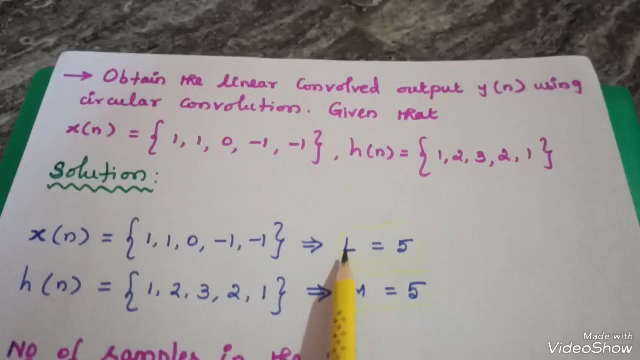 → Obtain the linear convolved output y(n) using
circular convolution. Given that
x(n) = { 1, 1, 0, -1, -1 }, h(n) = { 1, 2, 3, 2, 1 }
Solution:
x(n) = { 1, 1, 0, -1, -1 } ⇒ L = 5
h(n) = { 1, 2, 3, 2, 1 } ⇒ = 5
No of samples in the
Made with
VideoShow